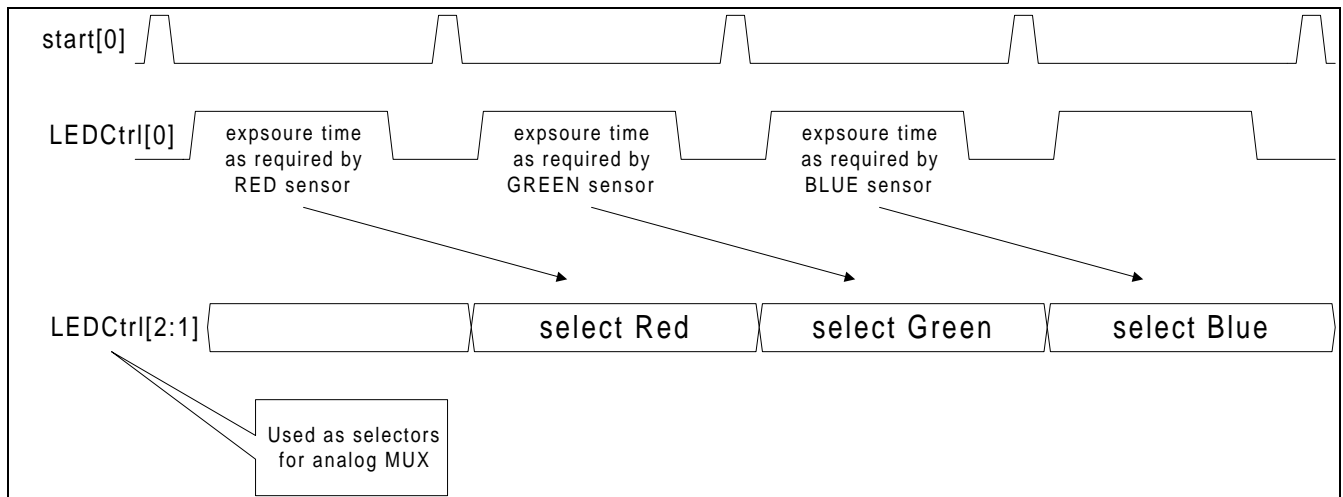 start[0]
LEDCtrl[0]
expsoure time
as required by
RED sensor
expsoure time
as required by
GREEN sensor
expsoure time
as required by
BLUE sensor
LEDCtrl[2:1]
select Red
select Green
select Blue
Used as selectors
for analog MUX